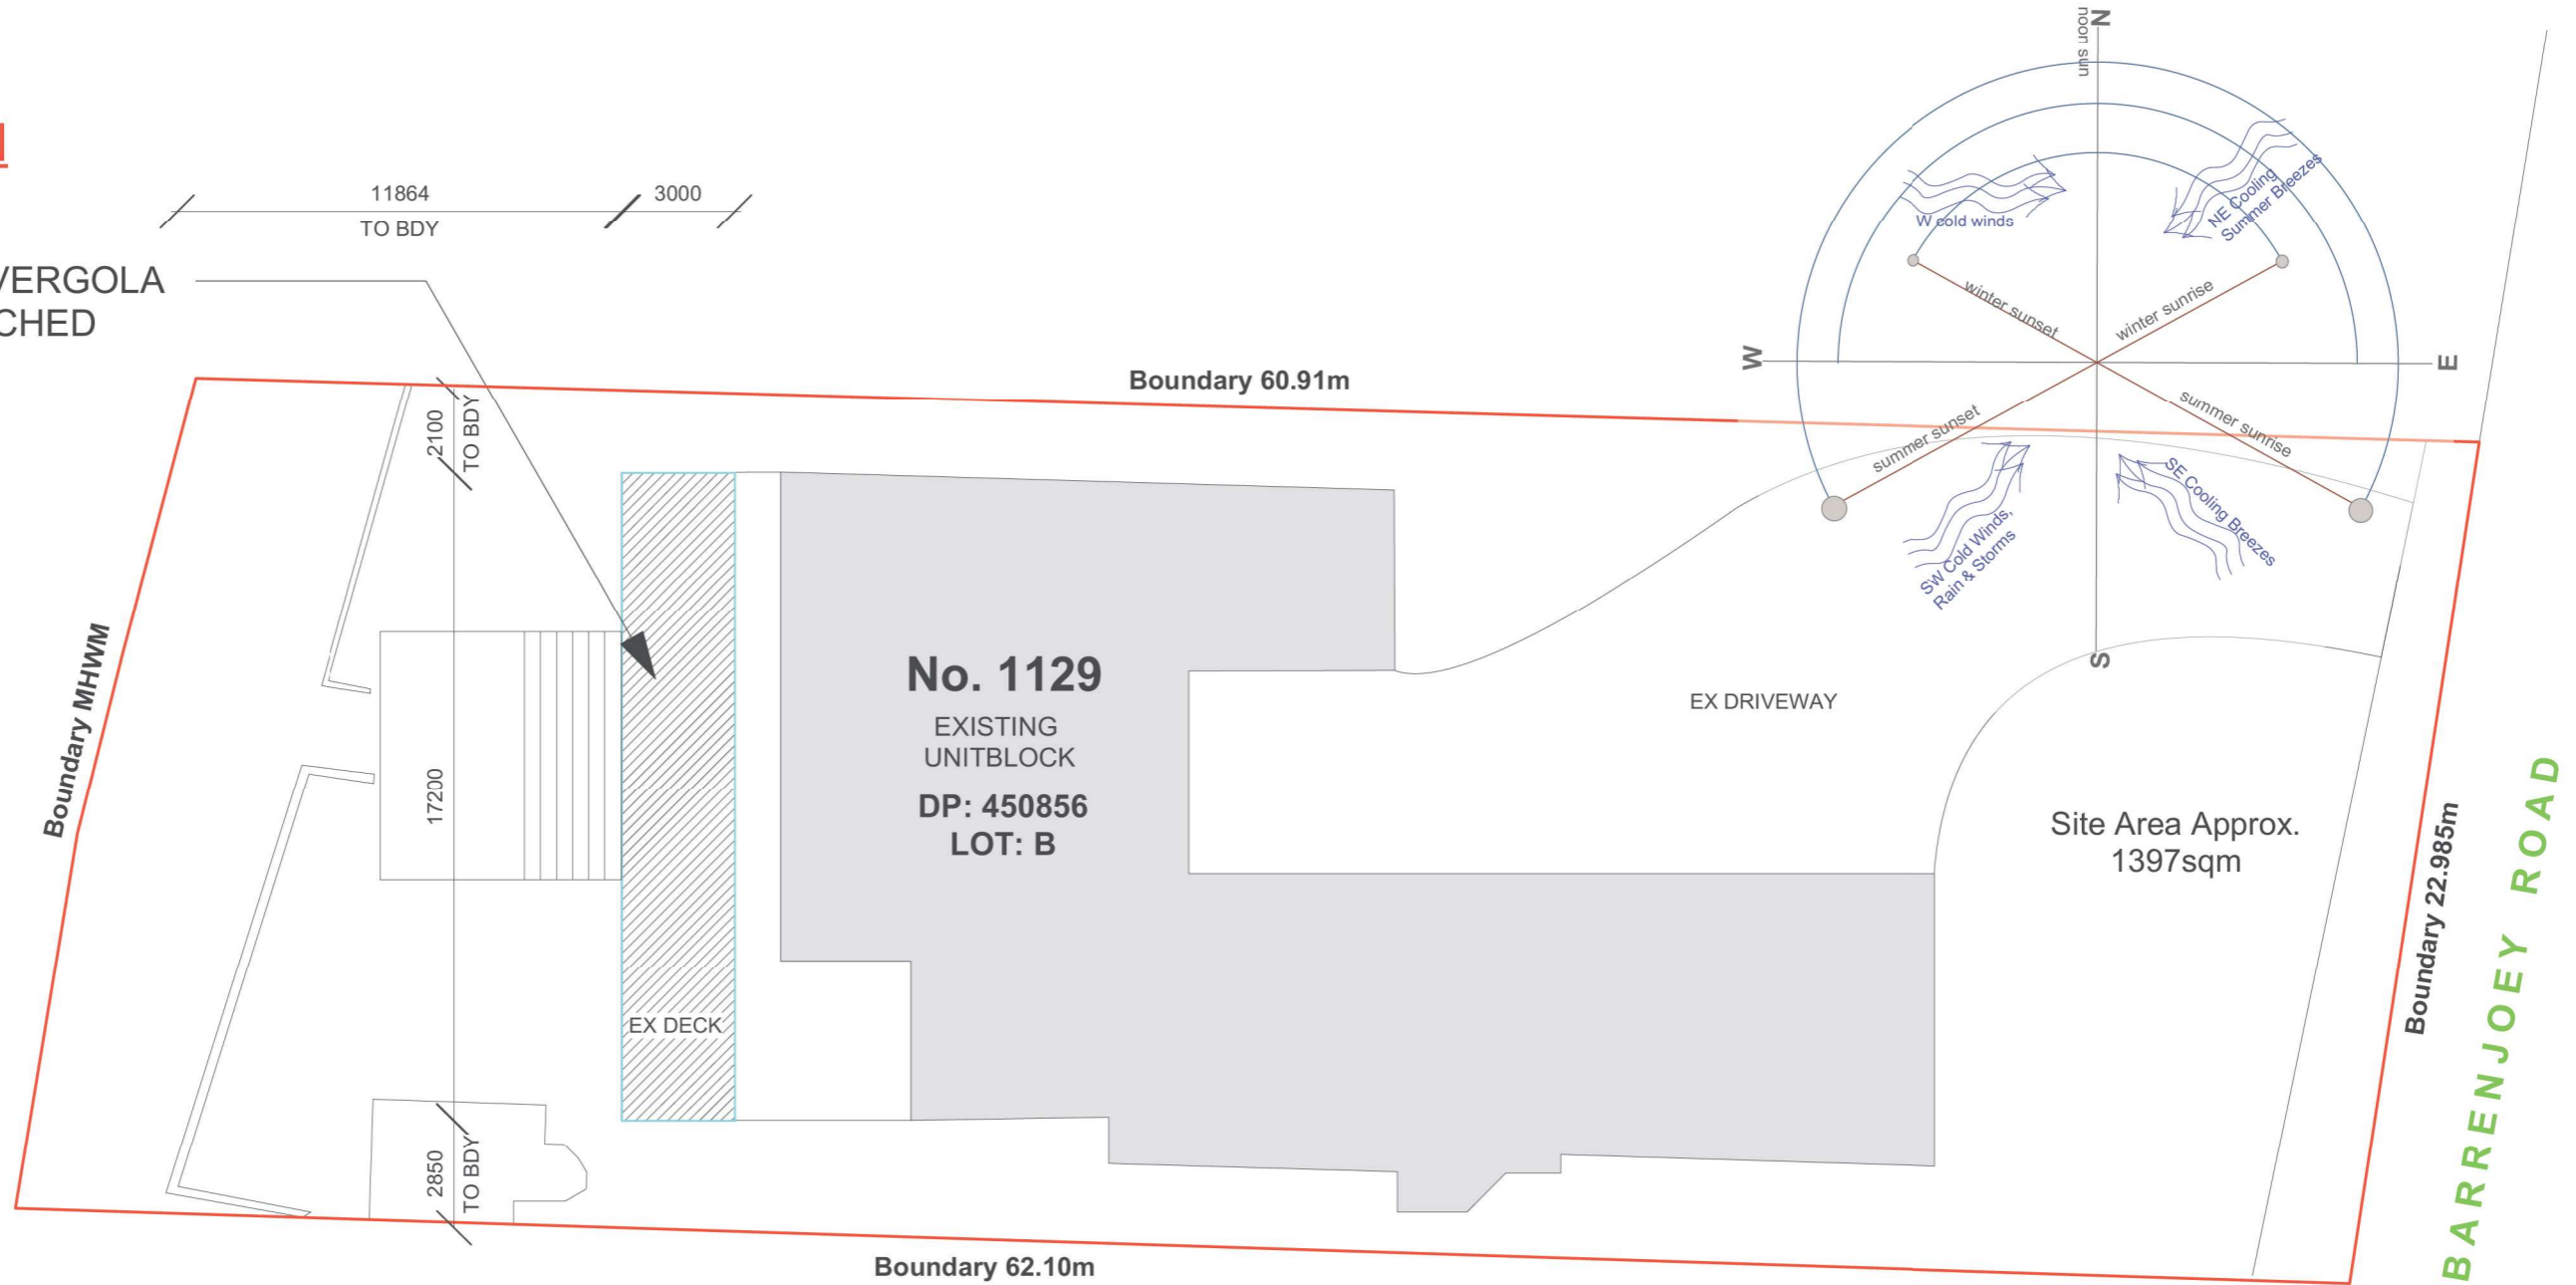 11864
TO BDY
3000
VERGOLA
CHED
N
noon sun
W cold winds
NE Cooling
Summer Breezes
winter sunset
winter sunrise
W
E
summer sunset
summer sunrise
SW Cold Winds,
Rain & Storms
SE Cooling Breezes
S
Boundary 60.91m
2100
TO BDY
Boundary MHWM
17200
No. 1129
EXISTING
UNITBLOCK
DP: 450856
LOT: B
EX DRIVEWAY
Site Area Approx.
1397sqm
Boundary 22.985m
BARRENJOEY ROAD
EX DECK
2850
TO BDY
Boundary 62.10m